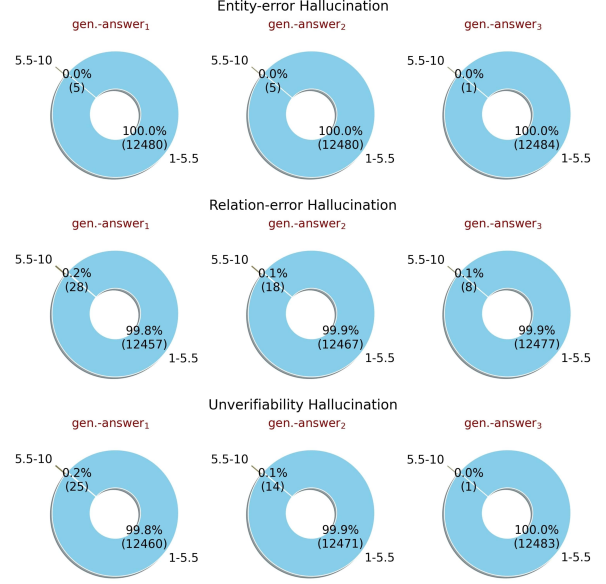 Entity-error Hallucination
gen.-answer1 gen.-answer2 gen.-answer3
5.5-10 5.5-10 5.5-10
0.0% 0.0% 0.0%
(5) (5) (1)
100.0% 100.0% 100.0%
(12480) (12480) (12484)
1-5.5 1-5.5 1-5.5
Relation-error Hallucination
gen.-answer1 gen.-answer2 gen.-answer3
5.5-10 5.5-10 5.5-10
0.2% 0.1% 0.1%
(28) (18) (8)
99.8% 99.9% 99.9%
(12457) (12467) (12477)
1-5.5 1-5.5 1-5.5
Unverifiability Hallucination
gen.-answer1 gen.-answer2 gen.-answer3
5.5-10 5.5-10 5.5-10
0.2% 0.1% 0.0%
(25) (14) (1)
99.8% 99.9% 100.0%
(12460) (12471) (12483)
1-5.5 1-5.5 1-5.5